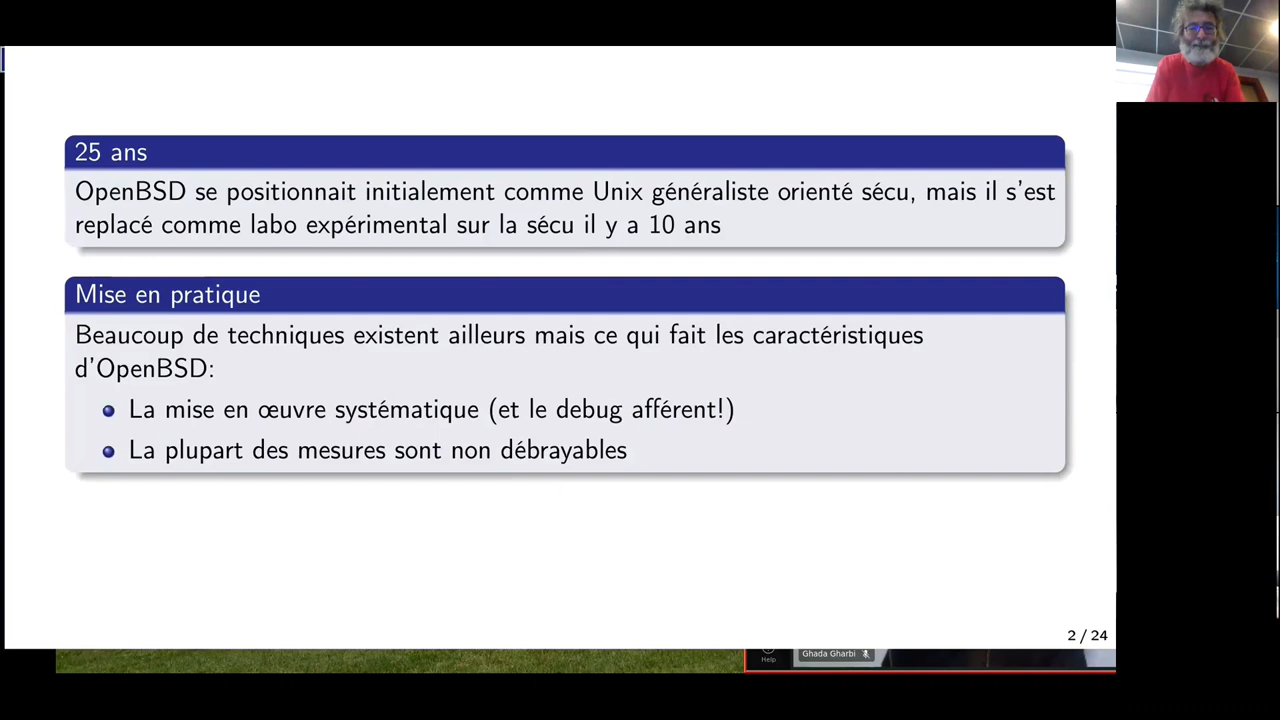 25 ans
OpenBSD se positionnait initialement comme Unix généraliste orienté sécu, mais il s'est
replacé comme labo expérimental sur la sécu il y a 10 ans
Mise en pratique
Beaucoup de techniques existent ailleurs mais ce qui fait les caractéristiques
d'OpenBSD:
La mise en œuvre systématique (et le debug afférent!)
La plupart des mesures sont non débrayables
2 / 24
Help
Ghada Gharbi